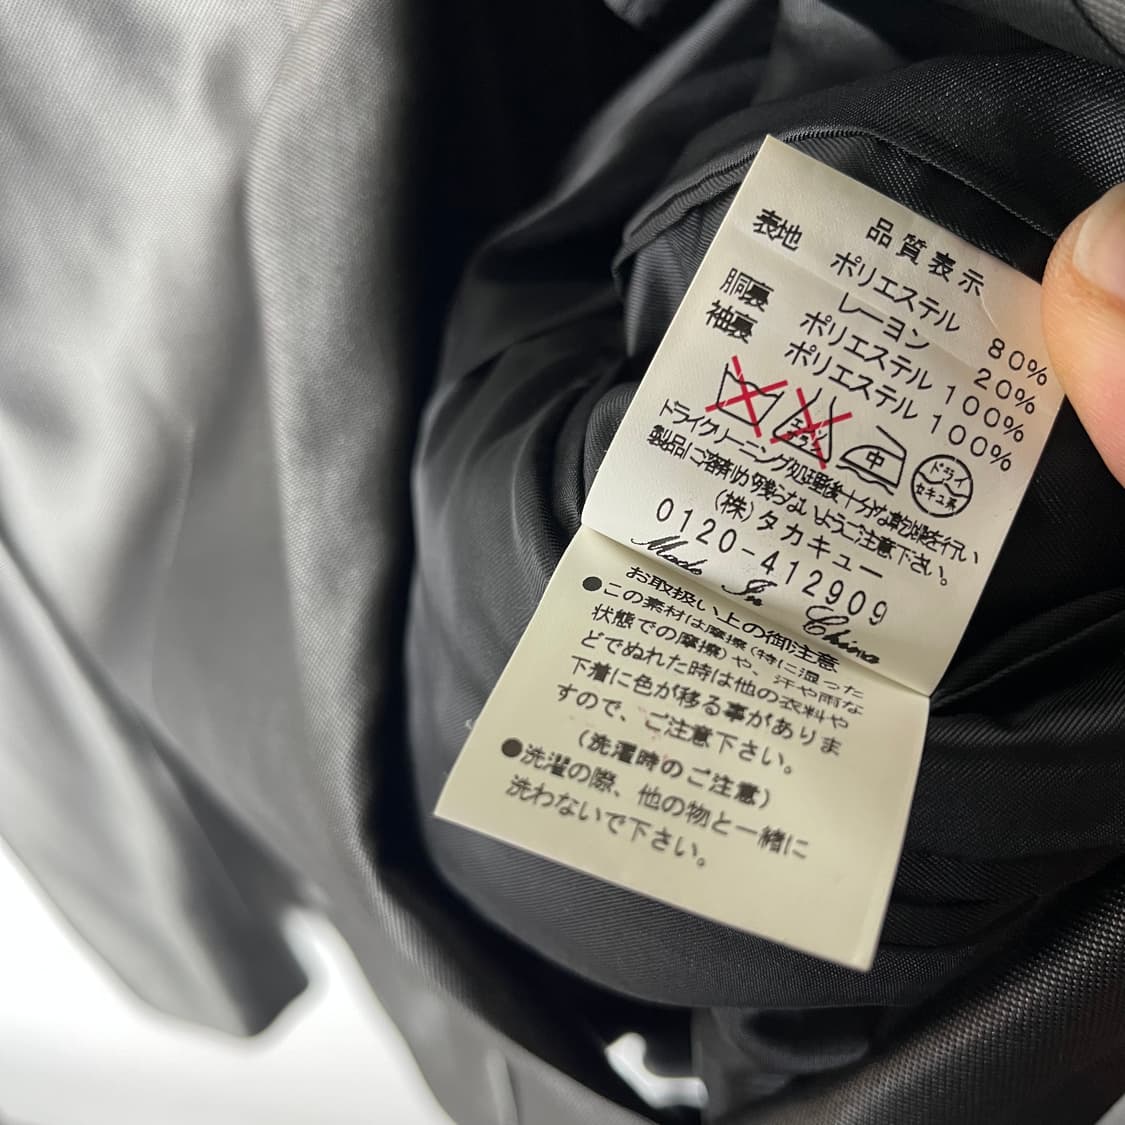 品質表示
表地 ポリエステル 80%
レーヨン 20%
胴裏 ポリエステル 100%
袖裏 ポリエステル 100%
エンソ サラシ 中 ドライ セキユ系
ドライクリーニング処理後十分な乾燥を行い
製品に溶剤が残らないようご注意下さい。
(株)タカキュー
0120-412909
Made In China
お取扱い上の御注意
●この素材は摩擦(特に湿った
状態での摩擦)や、汗や雨な
どでぬれた時は他の衣料や
下着に色が移る事がありま
すので、ご注意下さい。
(洗濯時のご注意)
●洗濯の際、他の物と一緒に
洗わないで下さい。